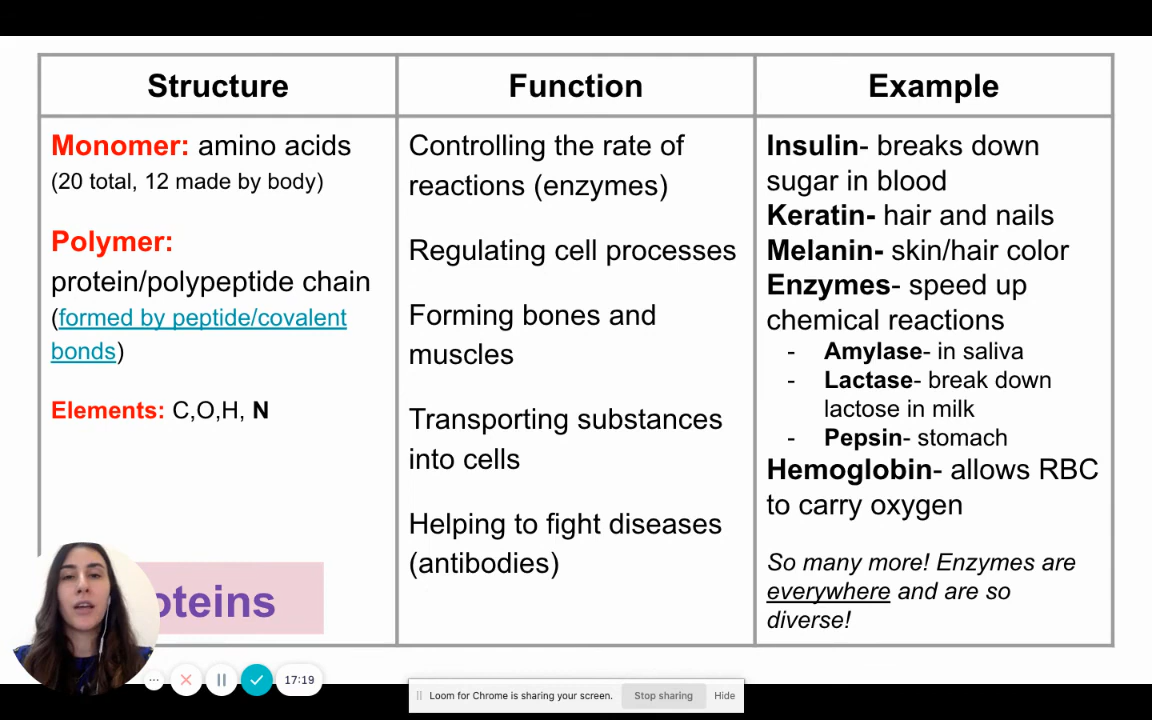 Structure
Function
Example
Monomer: amino acids
(20 total, 12 made by body)
Polymer:
protein/polypeptide chain
(formed by peptide/covalent
bonds)
Elements: C,O,H, N
oteins
Controlling the rate of
reactions (enzymes)
Regulating cell processes
Forming bones and
muscles
Transporting substances
into cells
Helping to fight diseases
(antibodies)
Insulin- breaks down
sugar in blood
Keratin- hair and nails
Melanin- skin/hair color
Enzymes- speed up
chemical reactions
- Amylase- in saliva
- Lactase- break down
lactose in milk
- Pepsin- stomach
Hemoglobin- allows RBC
to carry oxygen
So many more! Enzymes are
everywhere and are so
diverse!
17:19
Loom for Chrome is sharing your screen.
Stop sharing
Hide